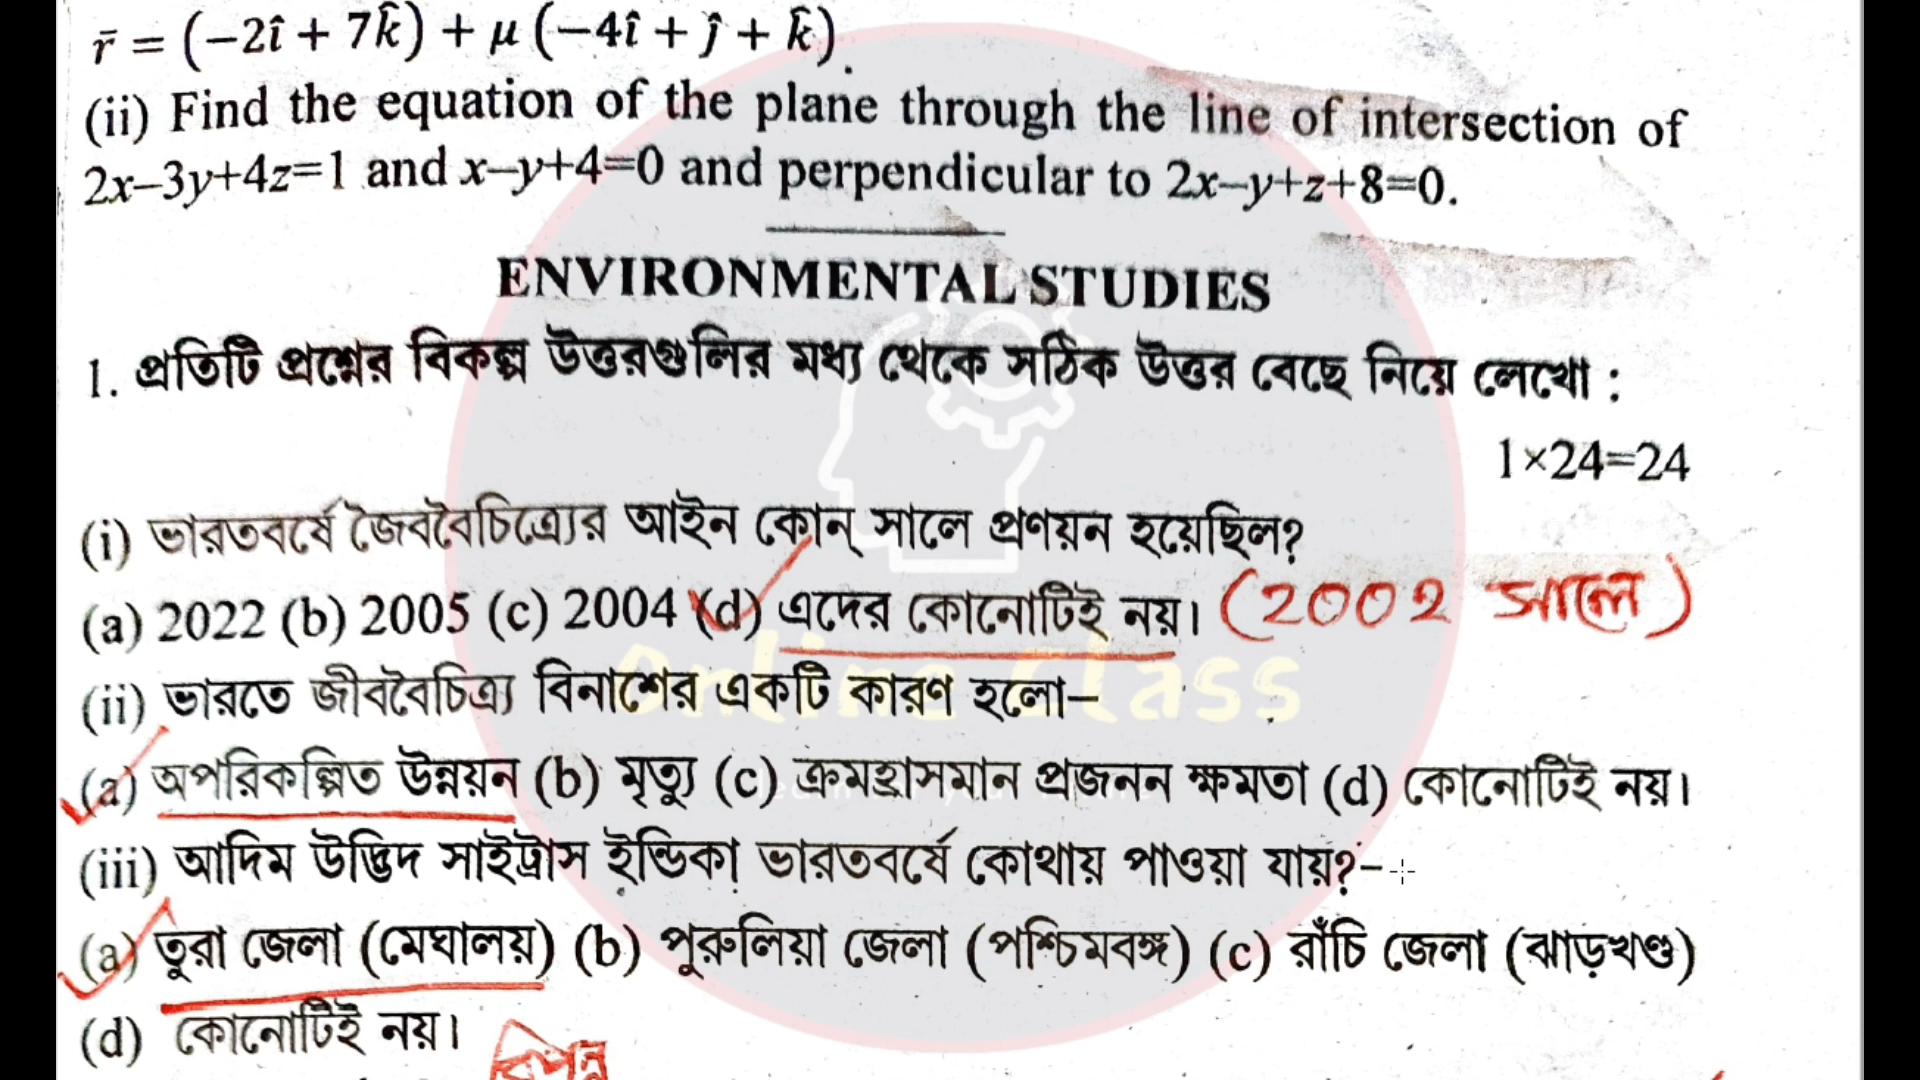 r̄ = (−2î + 7k̂) + μ (−4î + ĵ + k̂).
(ii) Find the equation of the plane through the line of intersection of
2x–3y+4z=1 and x–y+4=0 and perpendicular to 2x–y+z+8=0.
ENVIRONMENTAL STUDIES
1. প্রতিটি প্রশ্নের বিকল্প উত্তরগুলির মধ্য থেকে সঠিক উত্তর বেছে নিয়ে লেখো :
1×24=24
(i) ভারতবর্ষে জৈববৈচিত্র্যের আইন কোন্ সালে প্রণয়ন হয়েছিল?
(a) 2022 (b) 2005 (c) 2004 (d) এদের কোনোটিই নয়। (2002 সালে)
Online Class
(ii) ভারতে জীববৈচিত্র্য বিনাশের একটি কারণ হলো–
(a) অপরিকল্পিত উন্নয়ন (b) মৃত্যু (c) ক্রমহ্রাসমান প্রজনন ক্ষমতা (d) কোনোটিই নয়।
(iii) আদিম উদ্ভিদ সাইট্রাস ইন্ডিকা ভারতবর্ষে কোথায় পাওয়া যায়?–
(a) তুরা জেলা (মেঘালয়) (b) পুরুলিয়া জেলা (পশ্চিমবঙ্গ) (c) রাঁচি জেলা (ঝাড়খণ্ড)
(d) কোনোটিই নয়।